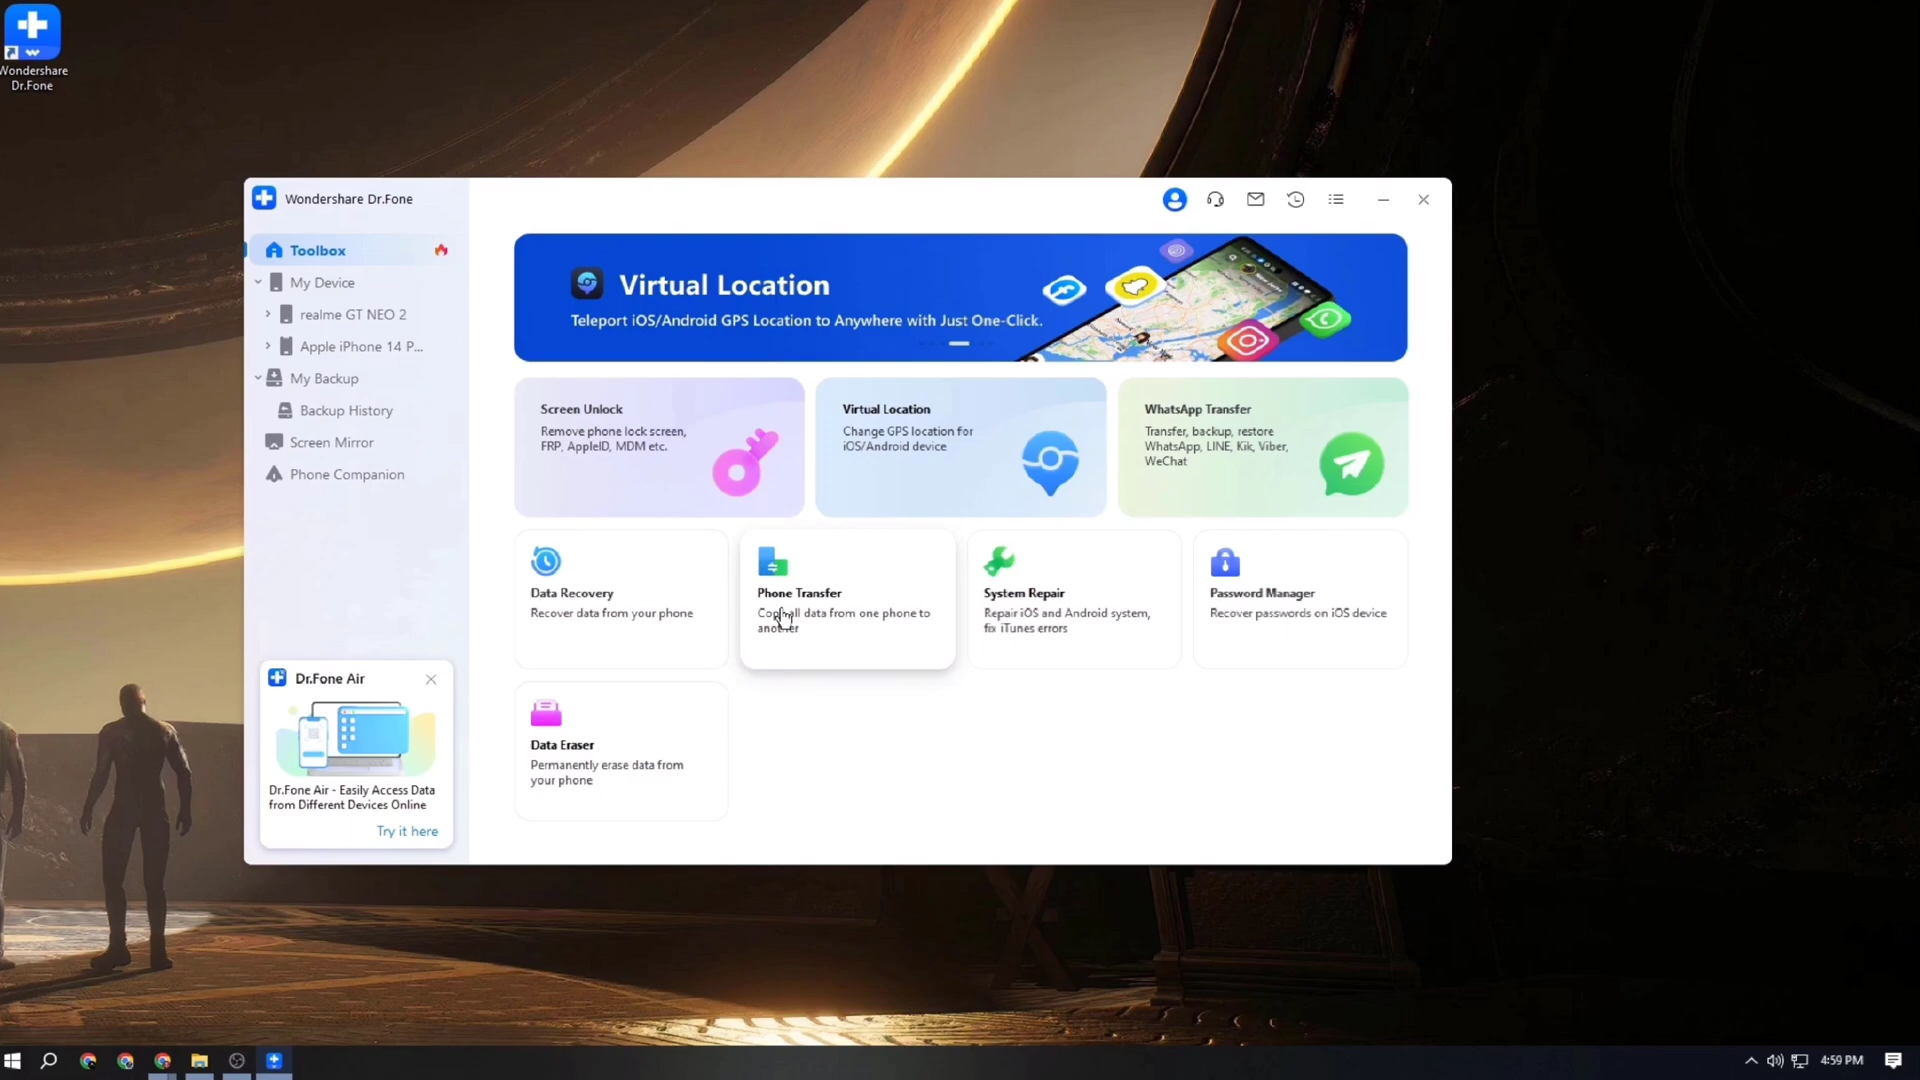 Wondershare
Dr.Fone
Wondershare Dr.Fone
Toolbox
My Device
realme GT NEO 2
Apple iPhone 14 P...
My Backup
Backup History
Screen Mirror
Phone Companion
Dr.Fone Air
Dr.Fone Air - Easily Access Data
from Different Devices Online
Try it here
Virtual Location
Teleport iOS/Android GPS Location to Anywhere with Just One-Click.
Screen Unlock
Remove phone lock screen,
FRP, AppleID, MDM etc.
Virtual Location
Change GPS location for
iOS/Android device
WhatsApp Transfer
Transfer, backup, restore
WhatsApp, LINE, Kik, Viber,
WeChat
Data Recovery
Recover data from your phone
Phone Transfer
Copy all data from one phone to
another
System Repair
Repair iOS and Android system,
fix iTunes errors
Password Manager
Recover passwords on iOS device
Data Eraser
Permanently erase data from
your phone
4:59 PM